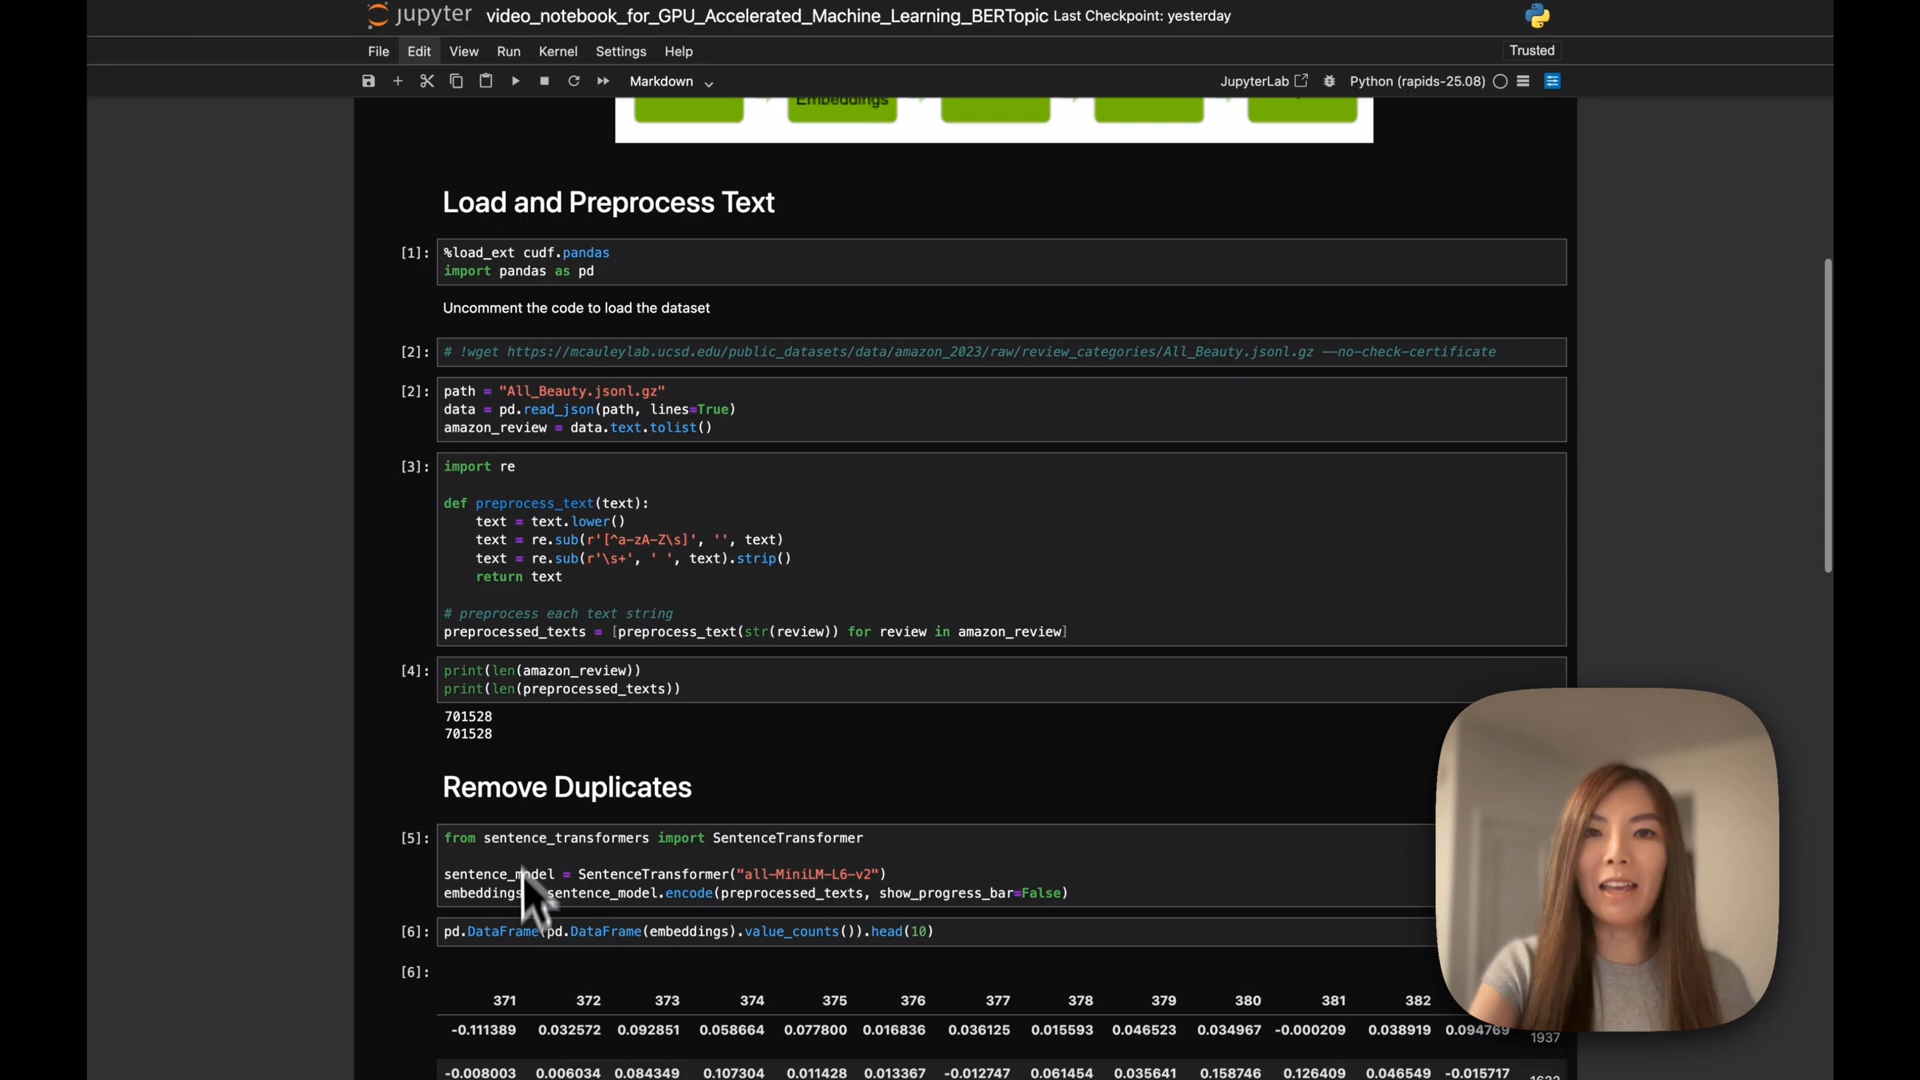 jupyter video_notebook_for_GPU_Accelerated_Machine_Learning_BERTopic Last Checkpoint: yesterday
File Edit View Run Kernel Settings Help Trusted
Markdown JupyterLab Python (rapids-25.08)
Embeddings
Load and Preprocess Text
[1]: %load_ext cudf.pandas
import pandas as pd
Uncomment the code to load the dataset
[2]: # !wget https://mcauleylab.ucsd.edu/public_datasets/data/amazon_2023/raw/review_categories/All_Beauty.jsonl.gz --no-check-certificate
[2]: path = "All_Beauty.jsonl.gz"
data = pd.read_json(path, lines=True)
amazon_review = data.text.tolist()
[3]: import re
def preprocess_text(text):
text = text.lower()
text = re.sub(r'[^a-zA-Z\s]', '', text)
text = re.sub(r'\s+', ' ', text).strip()
return text
# preprocess each text string
preprocessed_texts = [preprocess_text(str(review)) for review in amazon_review]
[4]: print(len(amazon_review))
print(len(preprocessed_texts))
701528
701528
Remove Duplicates
[5]: from sentence_transformers import SentenceTransformer
sentence_model = SentenceTransformer("all-MiniLM-L6-v2")
embeddings sentence_model.encode(preprocessed_texts, show_progress_bar=False)
[6]: pd.DataFrame(pd.DataFrame(embeddings).value_counts()).head(10)
[6]:
371 372 373 374 375 376 377 378 379 380 381 382
-0.111389 0.032572 0.092851 0.058664 0.077800 0.016836 0.036125 0.015593 0.046523 0.034967 -0.000209 0.038919 0.094769 1937
-0.008003 0.006034 0.084349 0.107304 0.011428 0.013367 -0.012747 0.061454 0.035641 0.158746 0.126409 0.046549 -0.015717